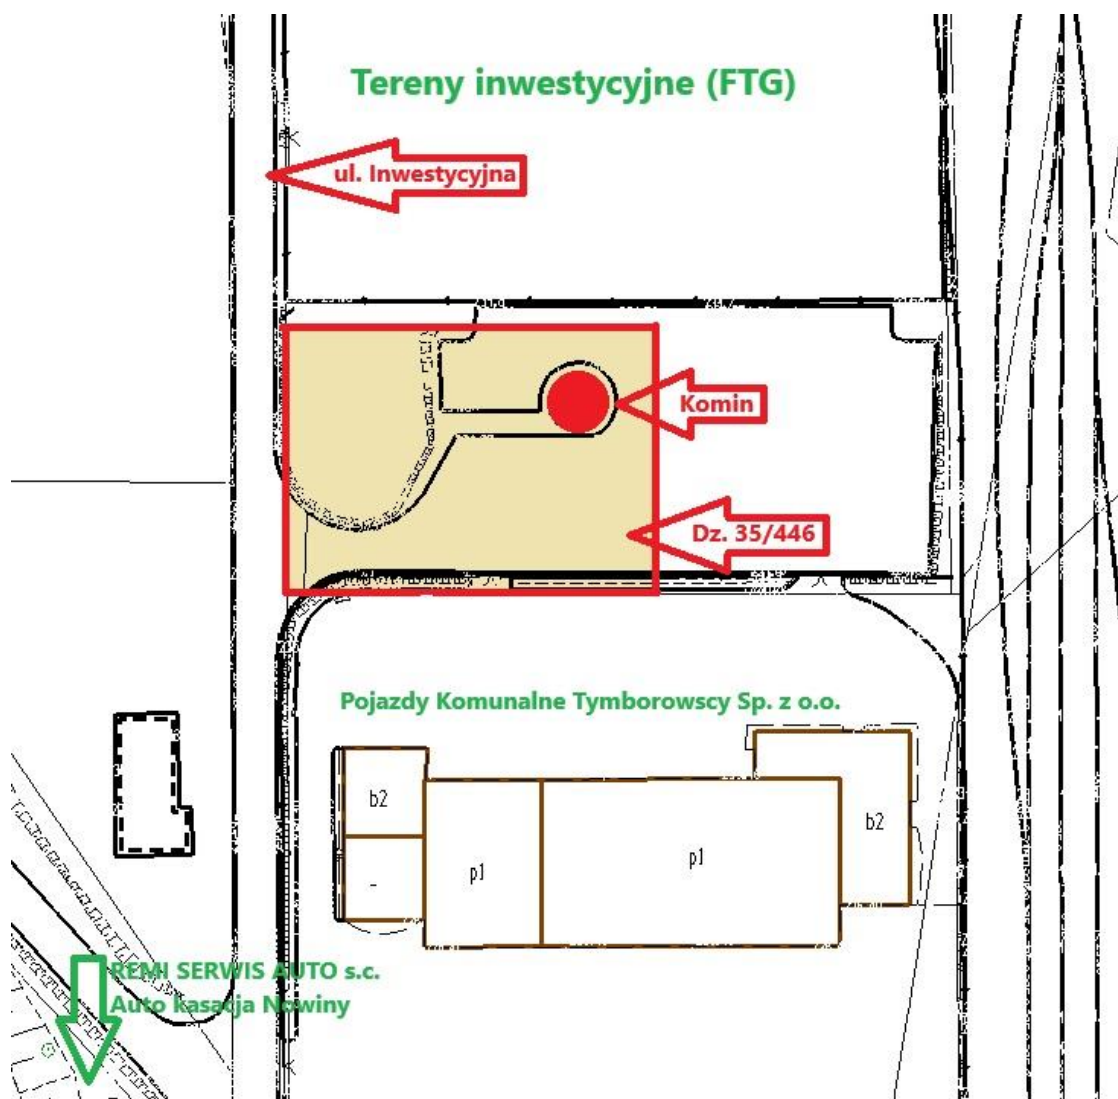 Tereny inwestycyjne (FTG)
ul. Inwestycyjna
Komin
Dz. 35/446
Pojazdy Komunalne Tymborowscy Sp. z o.o.
b2
b2
p1
p1
-
REMI SERWIS AUTO s.c.
Auto kasacja Nowiny